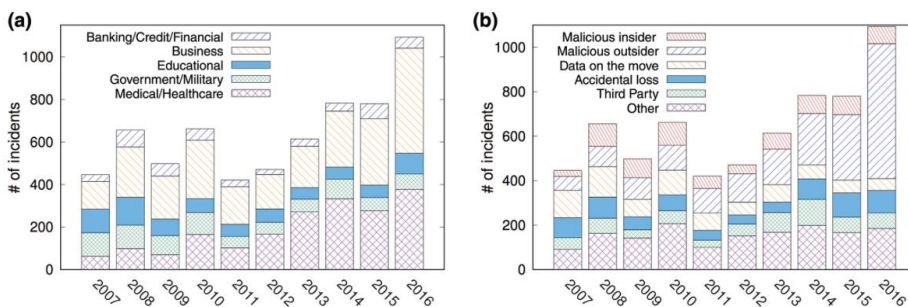 (a)
# of incidents
1000
800
600
400
200
0
Banking/Credit/Financial
Business
Educational
Government/Military
Medical/Healthcare
2007 2008 2009 2010 2011 2012 2013 2014 2015 2016
(b)
# of incidents
1000
800
600
400
200
0
Malicious insider
Malicious outsider
Data on the move
Accidental loss
Third Party
Other
2007 2008 2009 2010 2011 2012 2013 2014 2015 2016